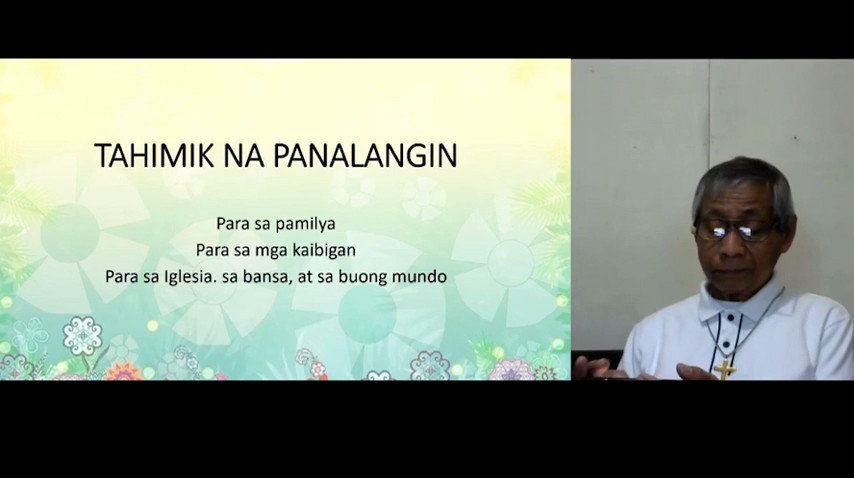 TAHIMIK NA PANALANGIN
Para sa pamilya
Para sa mga kaibigan
Para sa Iglesia. sa bansa, at sa buong mundo